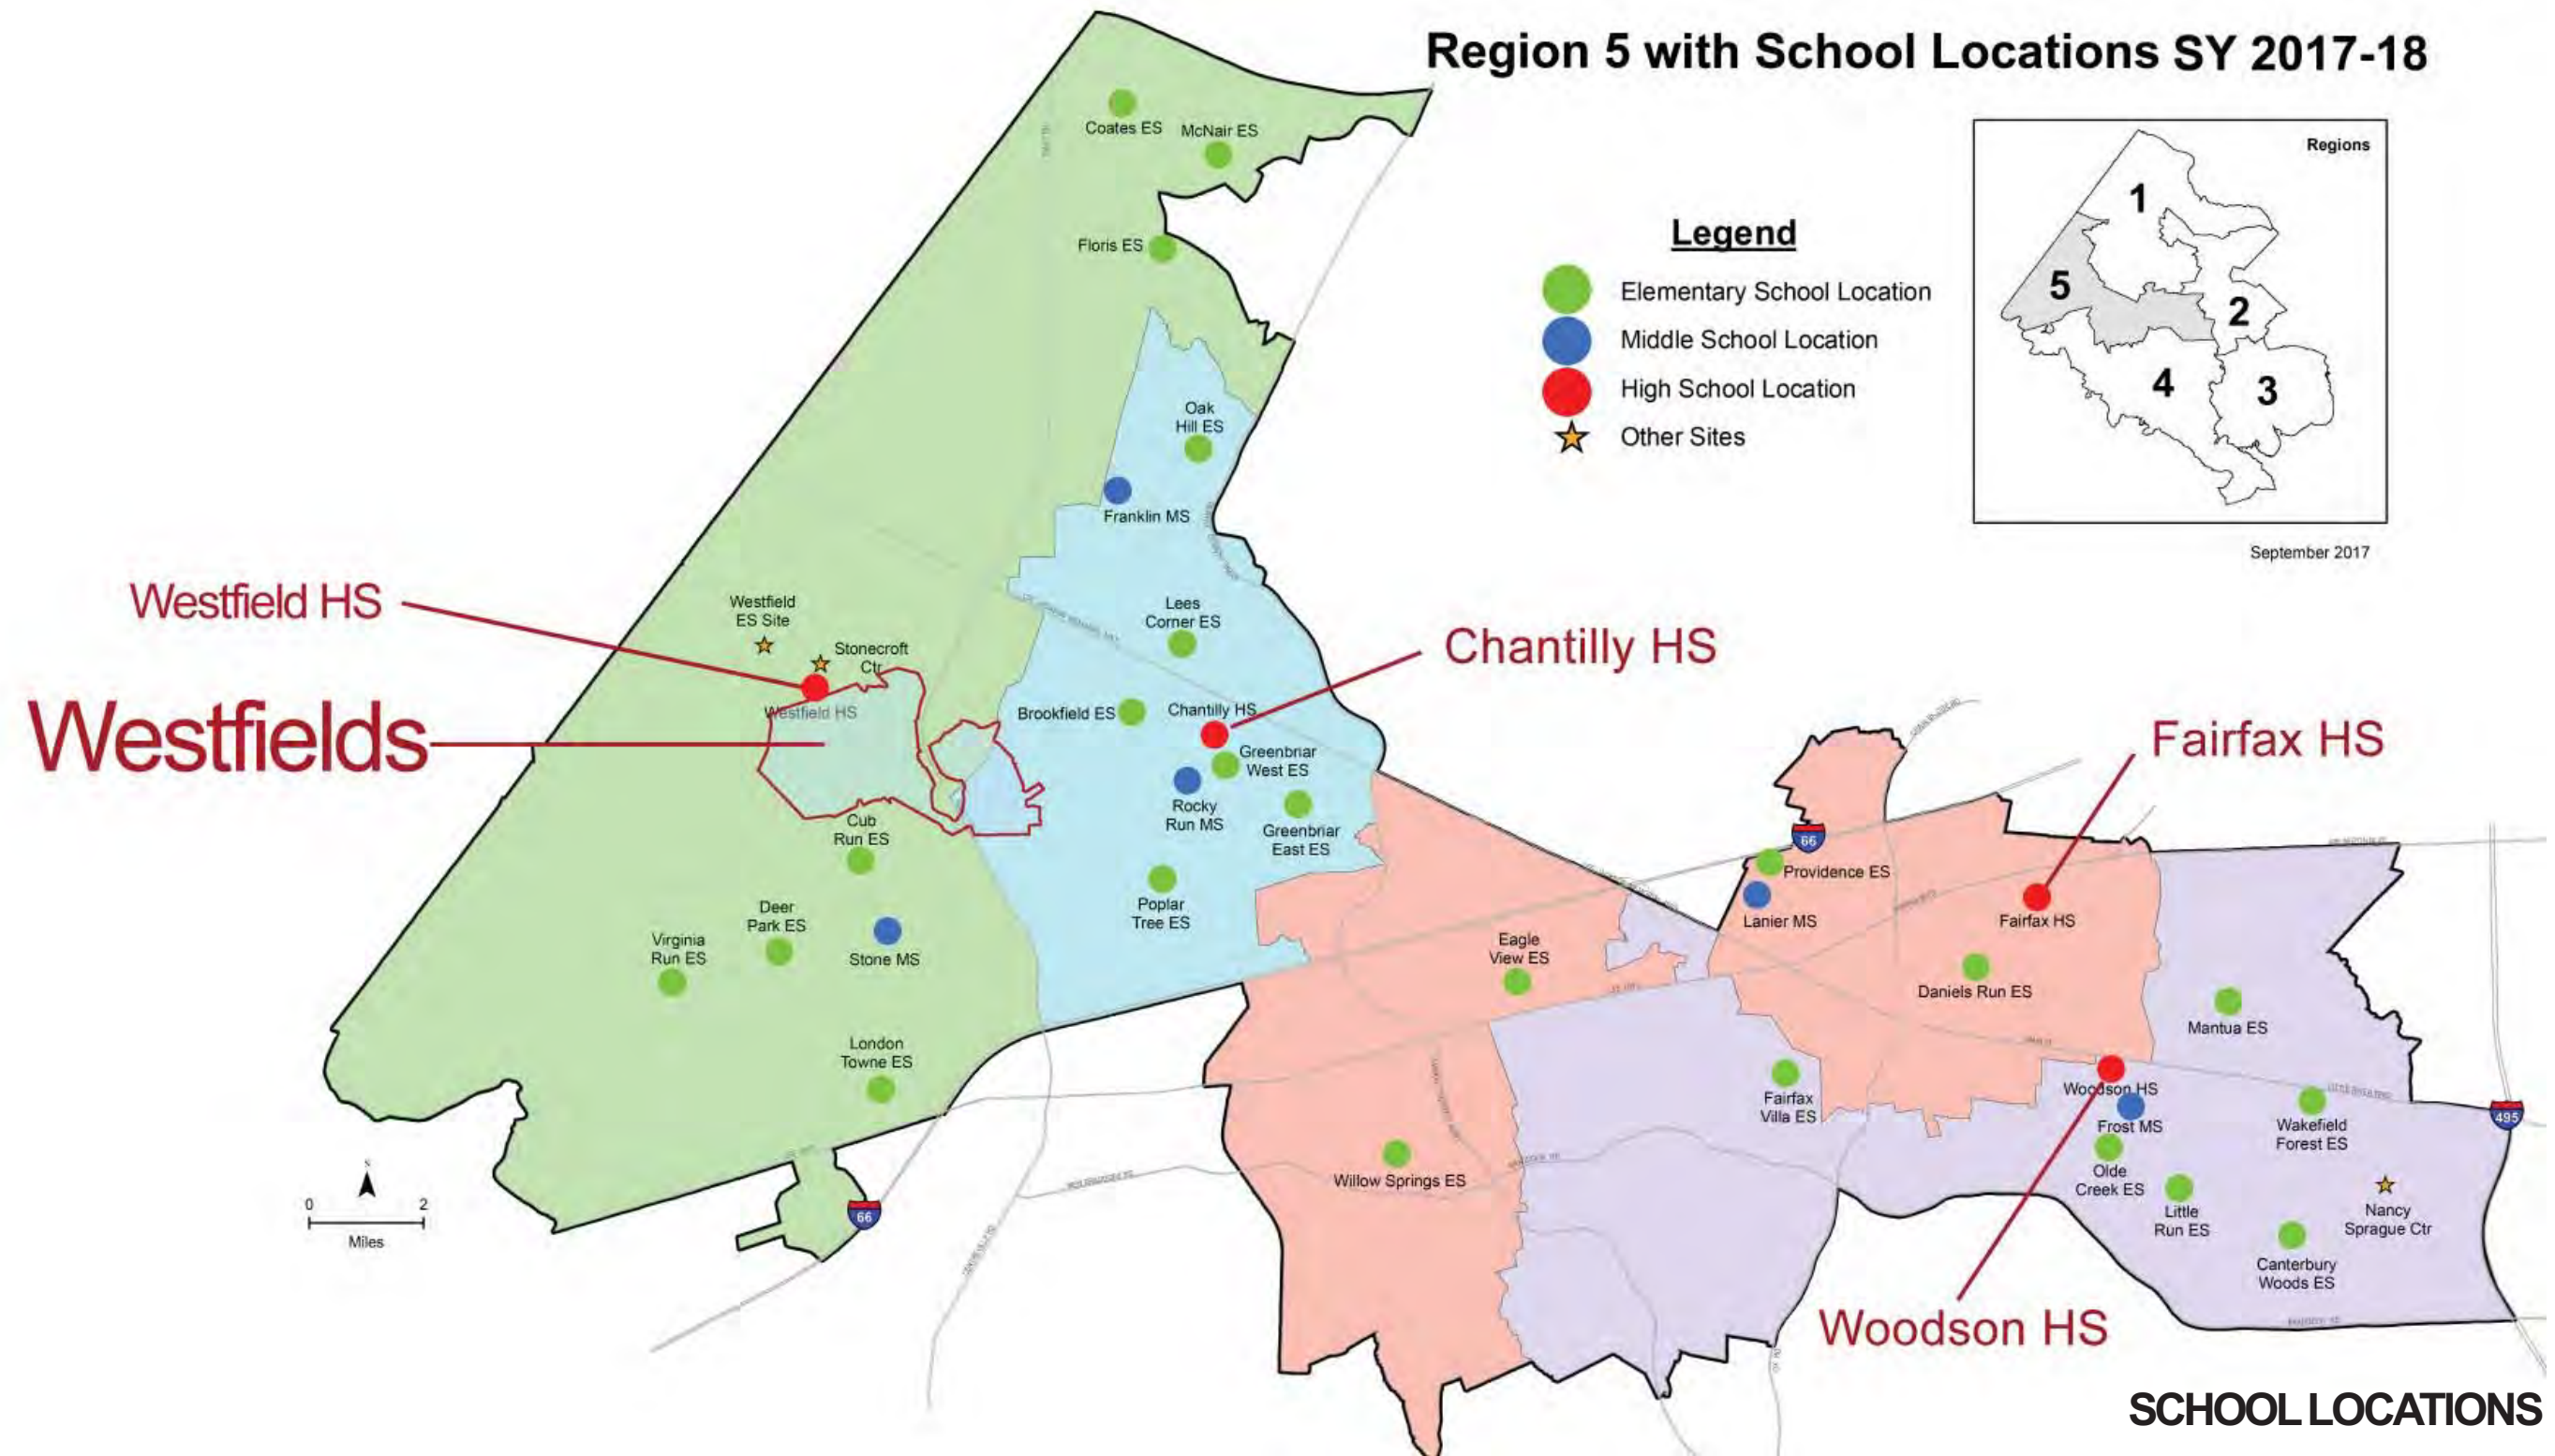 Region 5 with School Locations SY 2017-18
Coates ES
McNair ES
Floris ES
Regions
1
5
2
4
3
September 2017
Legend
Elementary School Location
Middle School Location
High School Location
Other Sites
Oak
Hill ES
Franklin MS
Westfield HS
Westfield
ES Site
Stonecroft
Ctr
Westfield HS
Westfields
Lees
Corner ES
Brookfield ES
Chantilly HS
Chantilly HS
Greenbriar
West ES
Rocky
Run MS
Greenbriar
East ES
Poplar
Tree ES
Cub
Run ES
Deer
Park ES
Virginia
Run ES
Stone MS
London
Towne ES
Fairfax HS
66
Providence ES
Lanier MS
Fairfax HS
Eagle
View ES
Daniels Run ES
Mantua ES
Fairfax
Villa ES
Woodson HS
Frost MS
Wakefield
Forest ES
495
Willow Springs ES
Olde
Creek ES
Little
Run ES
Nancy
Sprague Ctr
Canterbury
Woods ES
0
2
Miles
66
Woodson HS
SCHOOL LOCATIONS